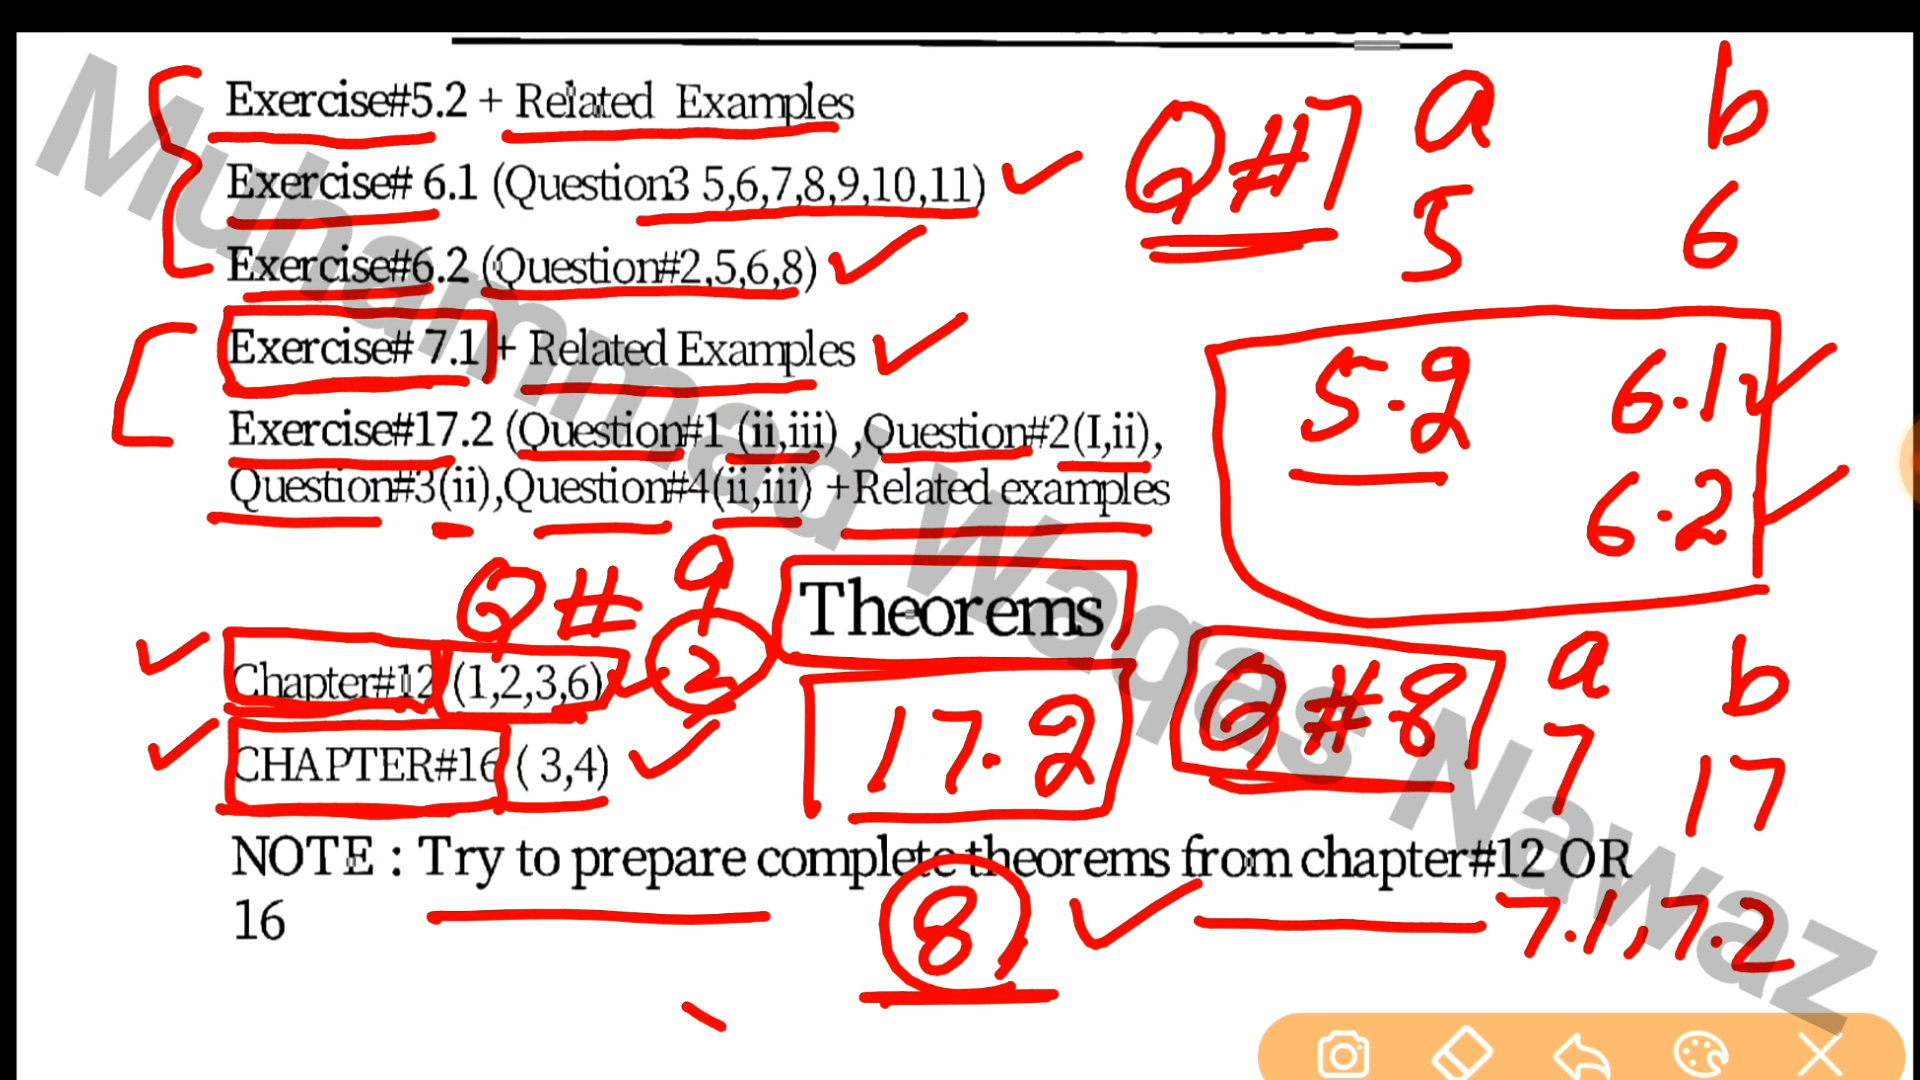 Exercise#5.2 + Related Examples
Exercise# 6.1 (Question3 5,6,7,8,9,10,11)
Exercise#6.2 (Question#2,5,6,8)
Exercise# 7.1 + Related Examples
Exercise#17.2 (Question#1 (ii,iii) ,Question#2(I,ii),
Question#3(ii),Question#4(ii,iii) +Related examples
Q#7 a b
5 6
5.2 6.1
6.2
Q# 9
Theorems
Chapter#12 (1,2,3,6)
CHAPTER#16 ( 3,4)
17.2
Q#8 a b
7 17
NOTE : Try to prepare complete theorems from chapter#12 OR
16
8
7.1, 7.2
Muhammad Waqas Nawaz